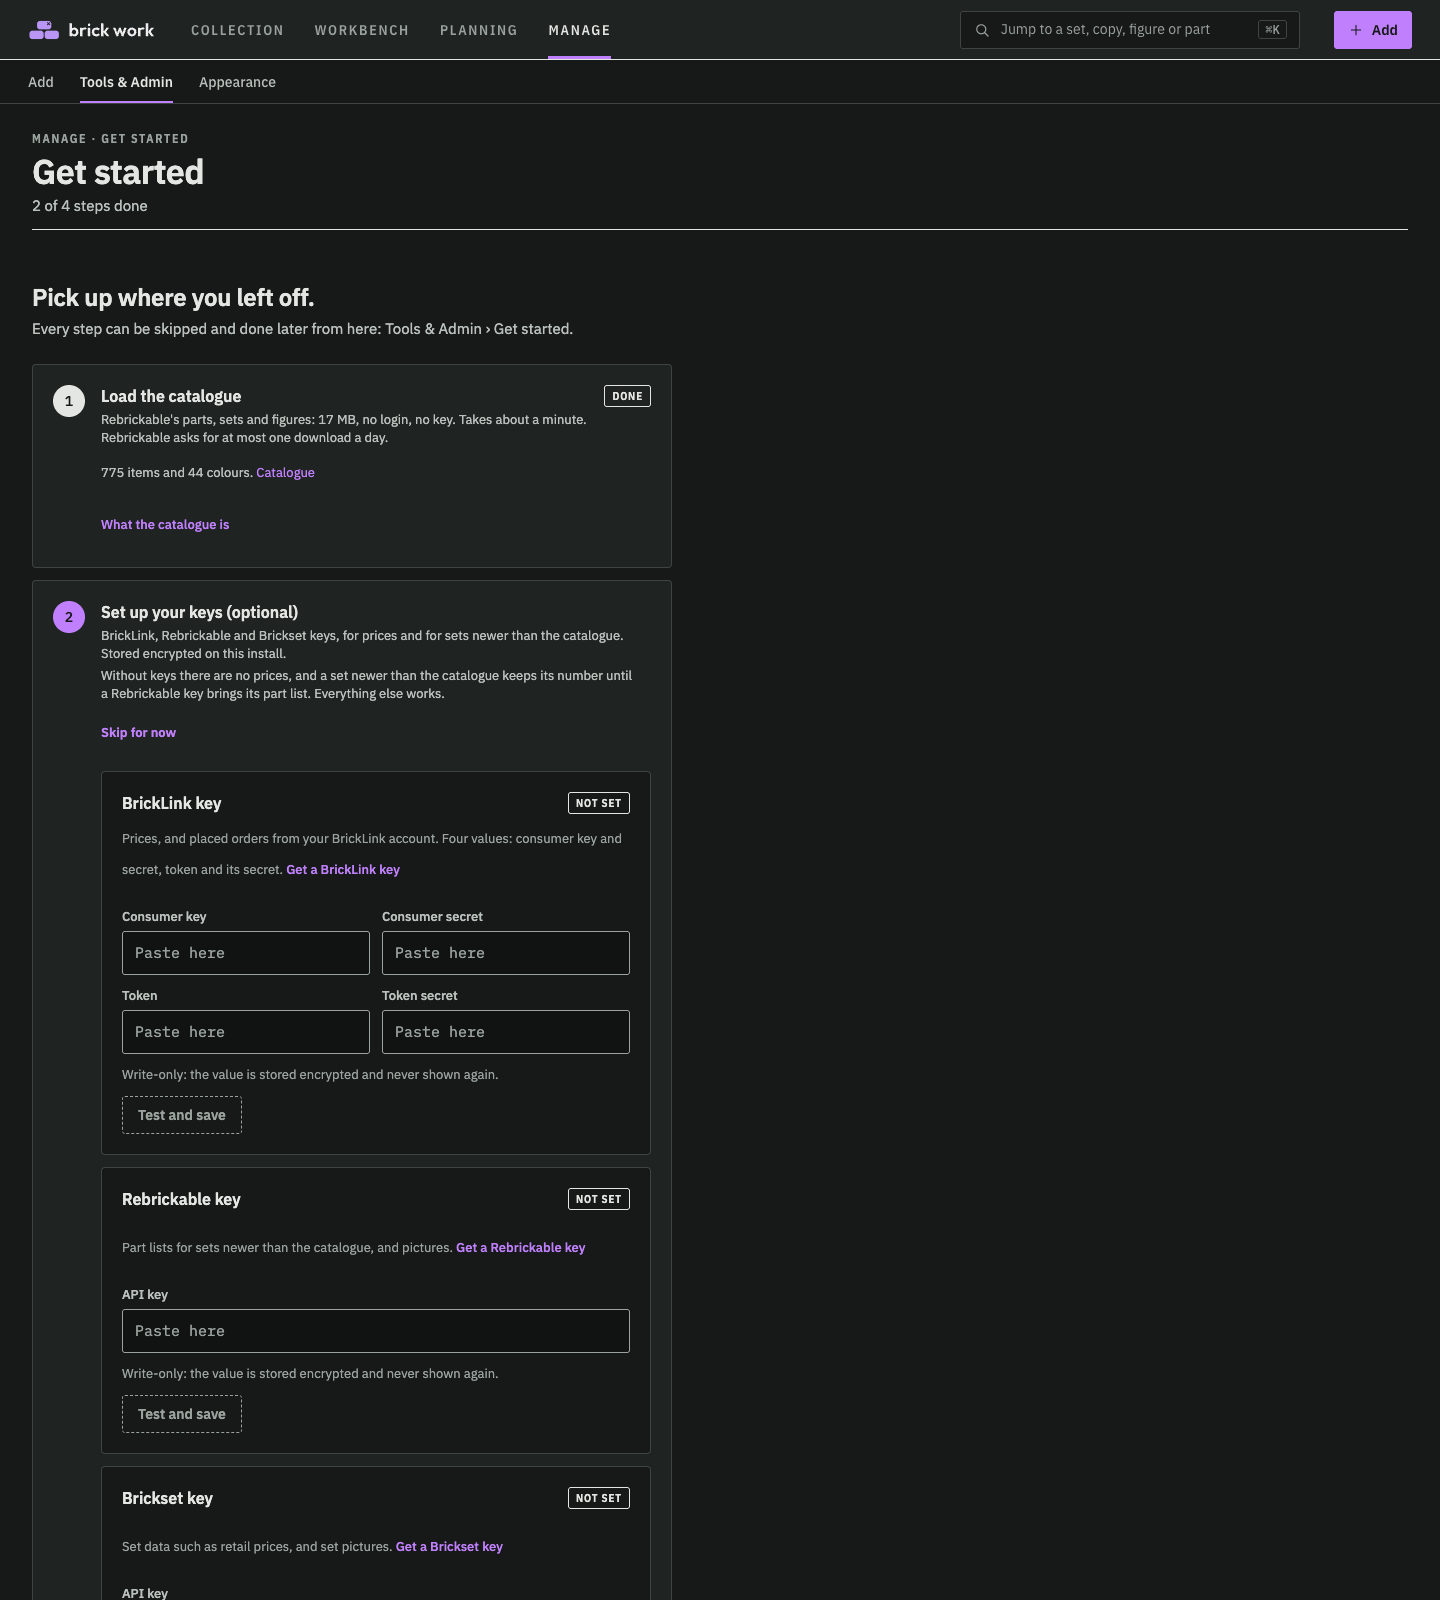 brick work
COLLECTION
WORKBENCH
PLANNING
MANAGE
Jump to a set, copy, figure or part
⌘K
+ Add
Add
Tools & Admin
Appearance
MANAGE · GET STARTED
Get started
2 of 4 steps done
Pick up where you left off.
Every step can be skipped and done later from here: Tools & Admin › Get started.
1
Load the catalogue
DONE
Rebrickable's parts, sets and figures: 17 MB, no login, no key. Takes about a minute.
Rebrickable asks for at most one download a day.
775 items and 44 colours. Catalogue
What the catalogue is
2
Set up your keys (optional)
BrickLink, Rebrickable and Brickset keys, for prices and for sets newer than the catalogue.
Stored encrypted on this install.
Without keys there are no prices, and a set newer than the catalogue keeps its number until
a Rebrickable key brings its part list. Everything else works.
Skip for now
BrickLink key
NOT SET
Prices, and placed orders from your BrickLink account. Four values: consumer key and
secret, token and its secret. Get a BrickLink key
Consumer key
Consumer secret
Paste here
Paste here
Token
Token secret
Paste here
Paste here
Write-only: the value is stored encrypted and never shown again.
Test and save
Rebrickable key
NOT SET
Part lists for sets newer than the catalogue, and pictures. Get a Rebrickable key
API key
Paste here
Write-only: the value is stored encrypted and never shown again.
Test and save
Brickset key
NOT SET
Set data such as retail prices, and set pictures. Get a Brickset key
API key